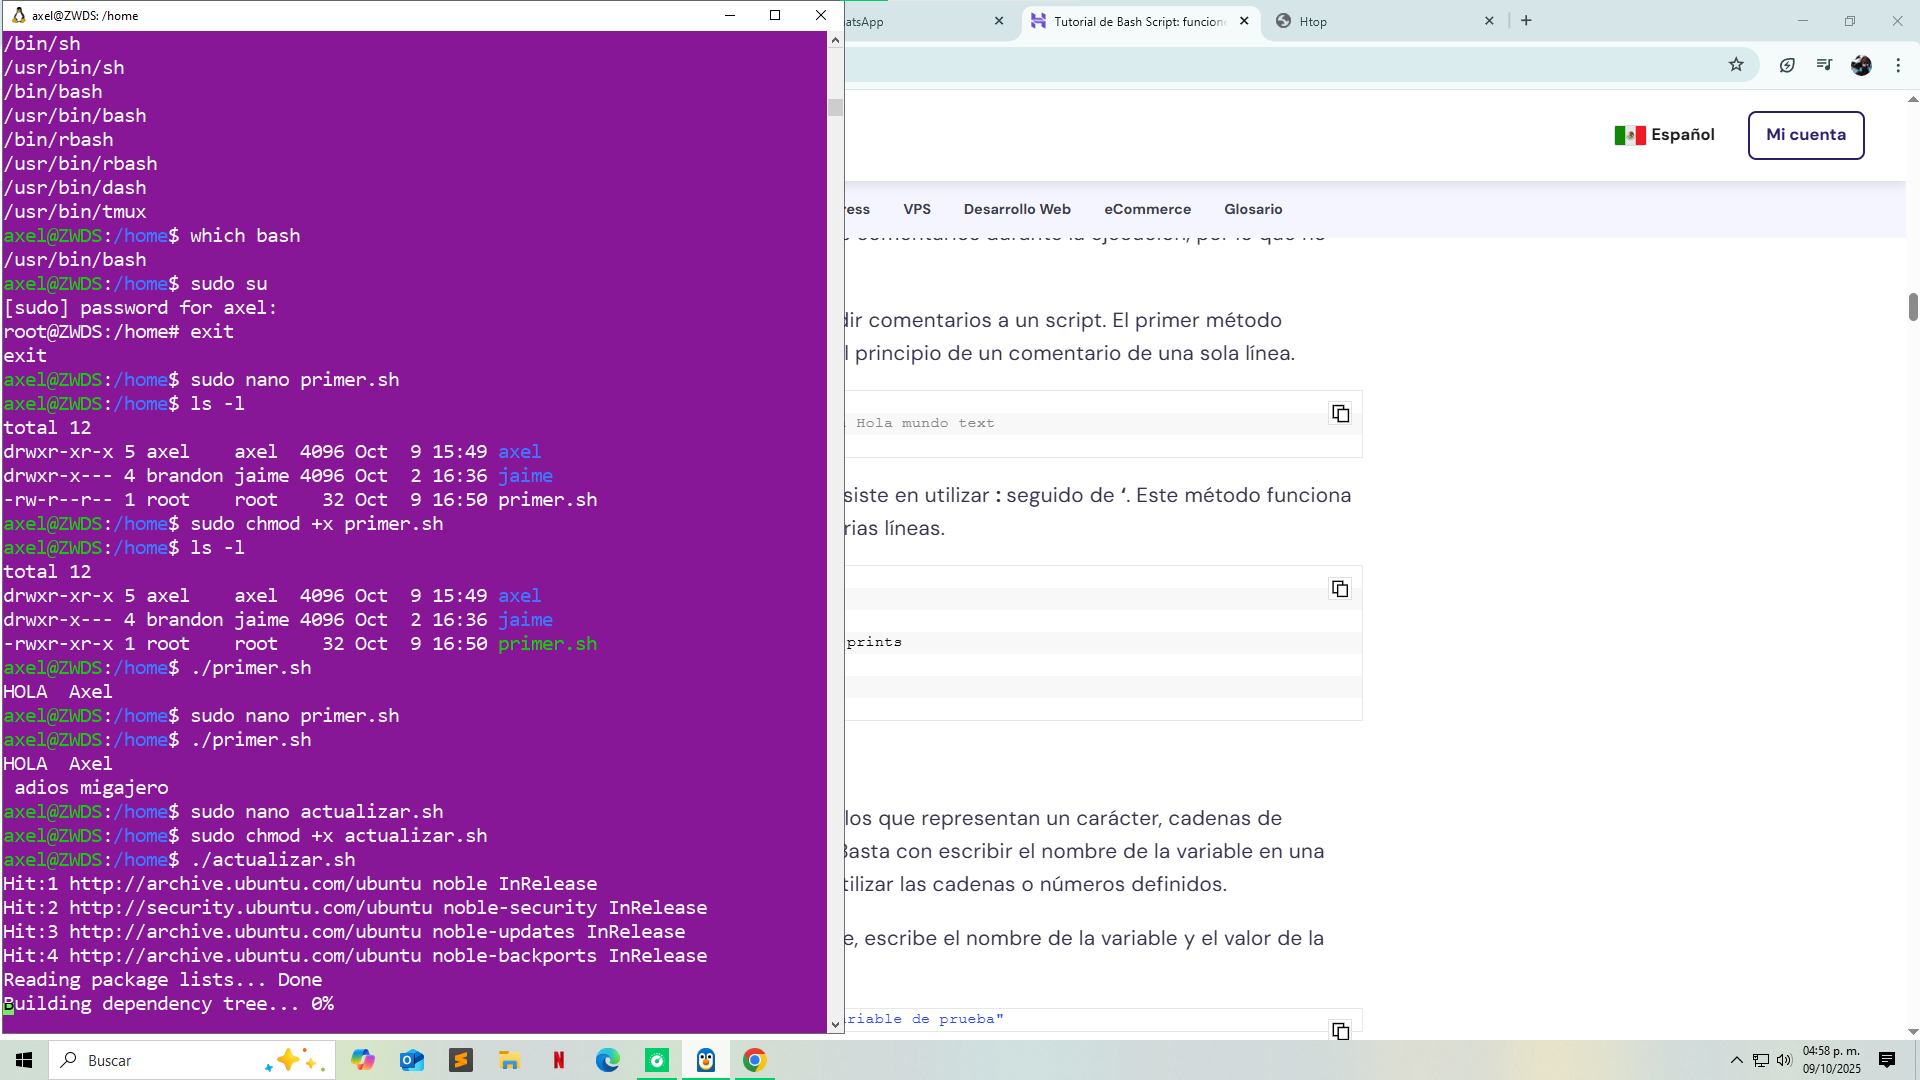 axel@ZWDS: /home
/bin/sh
/usr/bin/sh
/bin/bash
/usr/bin/bash
/bin/rbash
/usr/bin/rbash
/usr/bin/dash
/usr/bin/tmux
axel@ZWDS:/home$ which bash
/usr/bin/bash
axel@ZWDS:/home$ sudo su
[sudo] password for axel:
root@ZWDS:/home# exit
exit
axel@ZWDS:/home$ sudo nano primer.sh
axel@ZWDS:/home$ ls -l
total 12
drwxr-xr-x 5 axel    axel  4096 Oct  9 15:49 axel
drwxr-x--- 4 brandon jaime 4096 Oct  2 16:36 jaime
-rw-r--r-- 1 root    root    32 Oct  9 16:50 primer.sh
axel@ZWDS:/home$ sudo chmod +x primer.sh
axel@ZWDS:/home$ ls -l
total 12
drwxr-xr-x 5 axel    axel  4096 Oct  9 15:49 axel
drwxr-x--- 4 brandon jaime 4096 Oct  2 16:36 jaime
-rwxr-xr-x 1 root    root    32 Oct  9 16:50 primer.sh
axel@ZWDS:/home$ ./primer.sh
HOLA  Axel
axel@ZWDS:/home$ sudo nano primer.sh
axel@ZWDS:/home$ ./primer.sh
HOLA  Axel
 adios migajero
axel@ZWDS:/home$ sudo nano actualizar.sh
axel@ZWDS:/home$ sudo chmod +x actualizar.sh
axel@ZWDS:/home$ ./actualizar.sh
Hit:1 http://archive.ubuntu.com/ubuntu noble InRelease
Hit:2 http://security.ubuntu.com/ubuntu noble-security InRelease
Hit:3 http://archive.ubuntu.com/ubuntu noble-updates InRelease
Hit:4 http://archive.ubuntu.com/ubuntu noble-backports InRelease
Reading package lists... Done
Building dependency tree... 0%
atsApp
Tutorial de Bash Script: funcion
Htop
Español
Mi cuenta
ress VPS Desarrollo Web eCommerce Glosario
dir comentarios a un script. El primer método
l principio de un comentario de una sola línea.
Hola mundo text
siste en utilizar : seguido de ‘. Este método funciona
rias líneas.
prints
los que representan un carácter, cadenas de
Basta con escribir el nombre de la variable en una
tilizar las cadenas o números definidos.
e, escribe el nombre de la variable y el valor de la
ariable de prueba"
Buscar
04:58 p. m.
09/10/2025